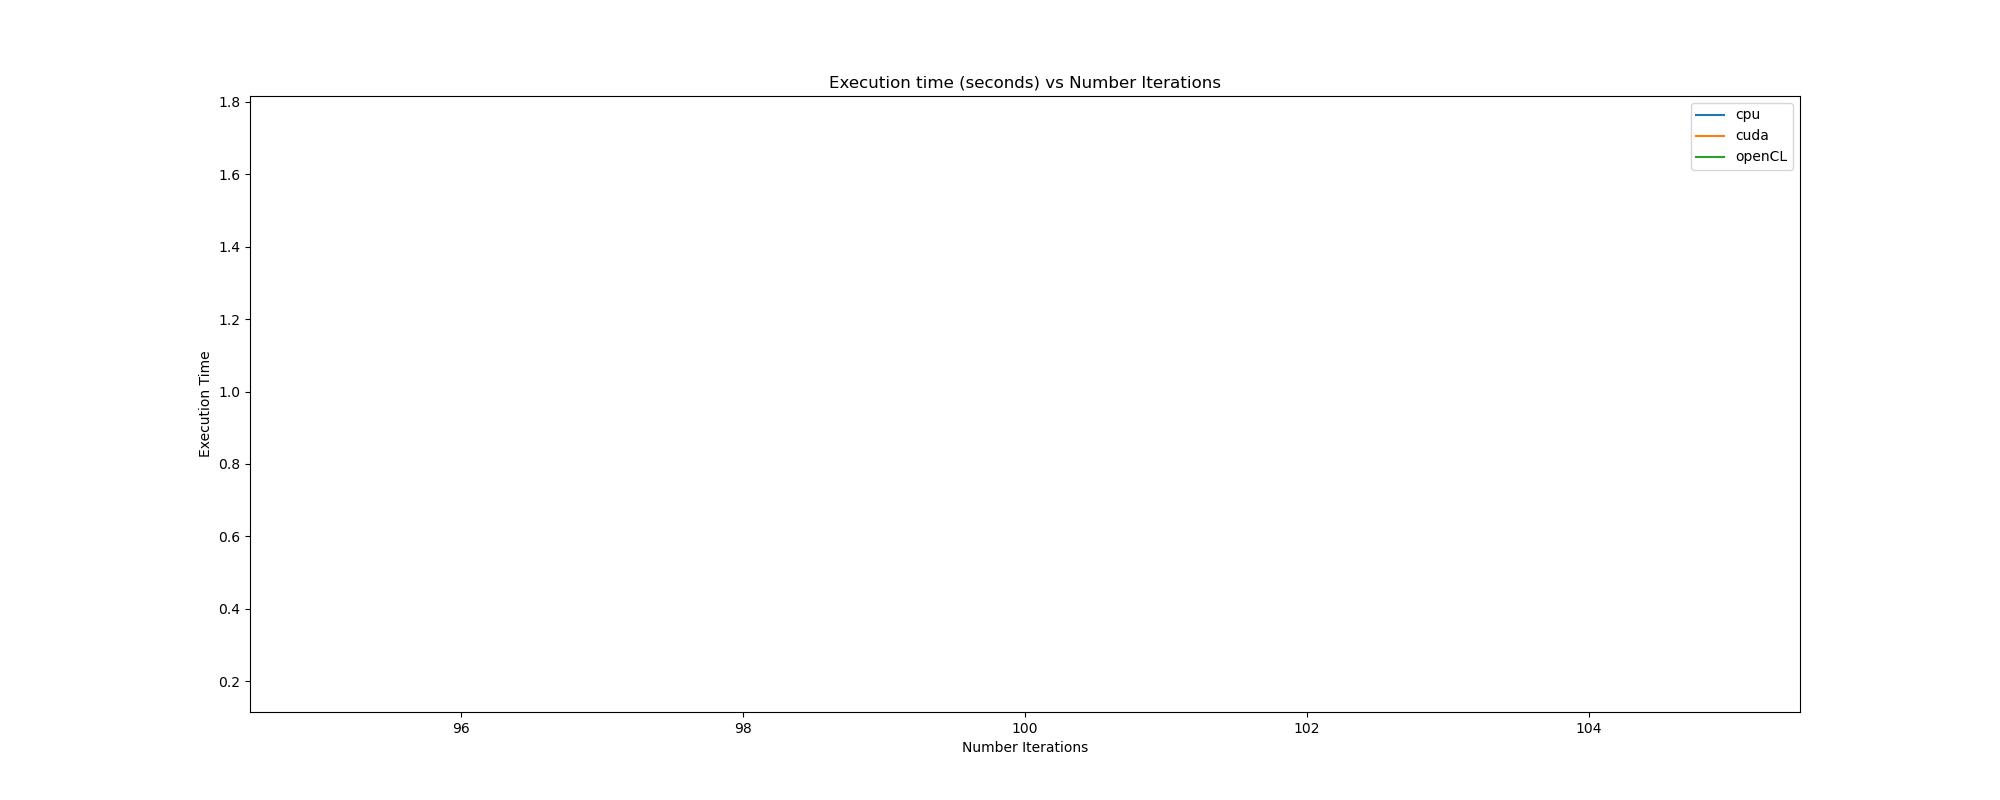 Execution time (seconds) vs Number Iterations
1.8
1.6
1.4
1.2
1.0
0.8
0.6
0.4
0.2
Execution Time
cpu
cuda
openCL
96 98 100 102 104
Number Iterations